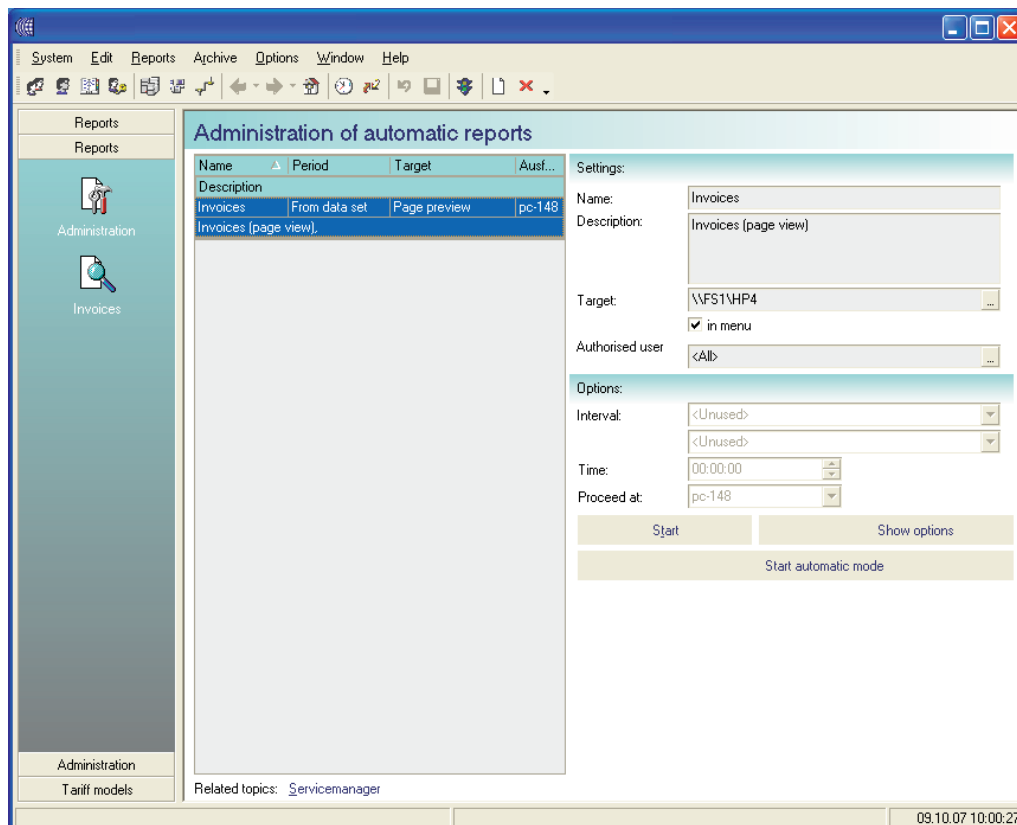 System Edit Reports Archive Options Window Help
Reports
Reports
Administration
Invoices
Administration
Tariff models
Administration of automatic reports
Name Period Target Ausf...
Description
Invoices From data set Page preview pc-148
Invoices (page view),
Related topics: Servicemanager
Settings:
Name: Invoices
Description: Invoices (page view)
Target: \\FS1\HP4 ...
in menu
Authorised user <All> ...
Options:
Interval: <Unused>
<Unused>
Time: 00:00:00
Proceed at: pc-148
Start Show options
Start automatic mode
09.10.07 10:00:27